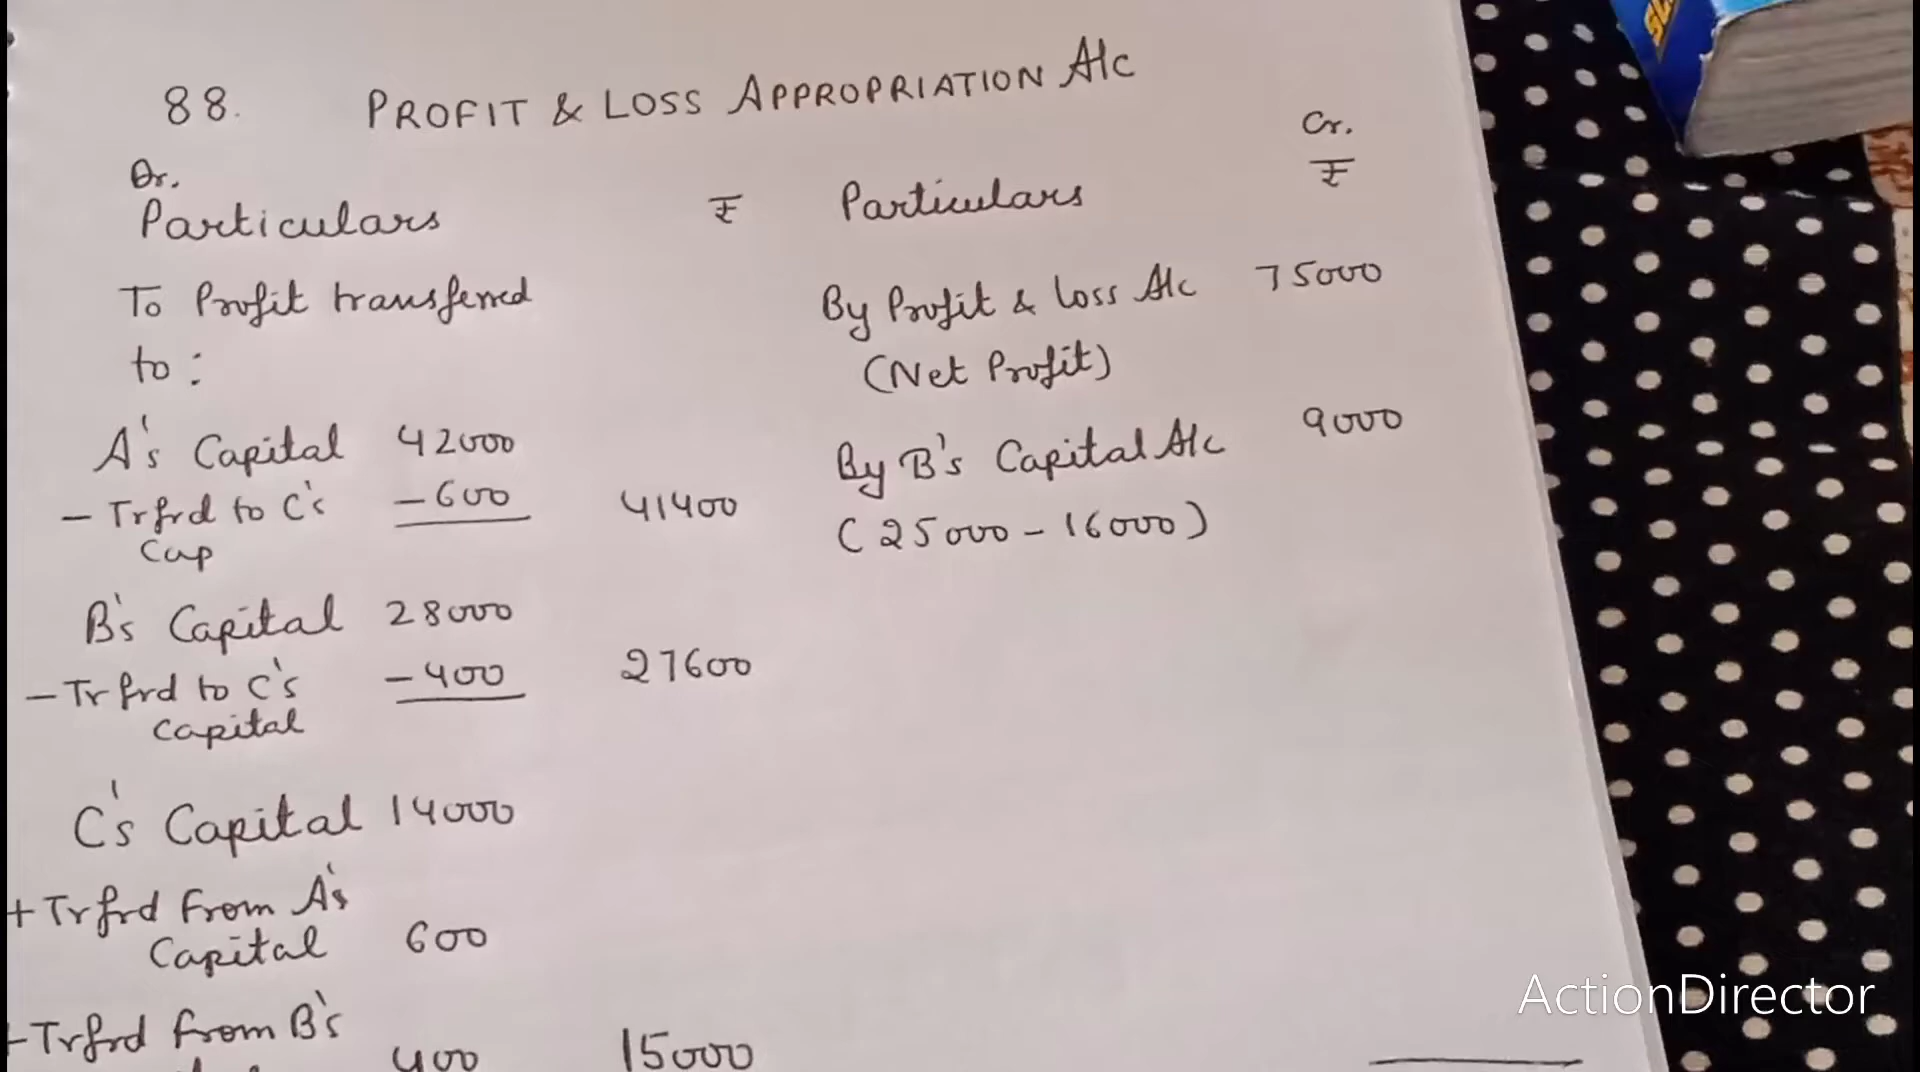 88. PROFIT & LOSS APPROPRIATION A/c
Dr. Cr.
Particulars ₹ Particulars ₹
To Profit transferred By Profit & Loss A/c 75000
to : (Net Profit)
A's Capital 42000 By B's Capital A/c 9000
- Trfrd to C's - 600 41400 (25000 - 16000)
Cap
B's Capital 28000
- Trfrd to C's - 400 27600
Capital
C's Capital 14000
+ Trfrd From A's
Capital 600
+ Trfrd from B's
400 15000
ActionDirector